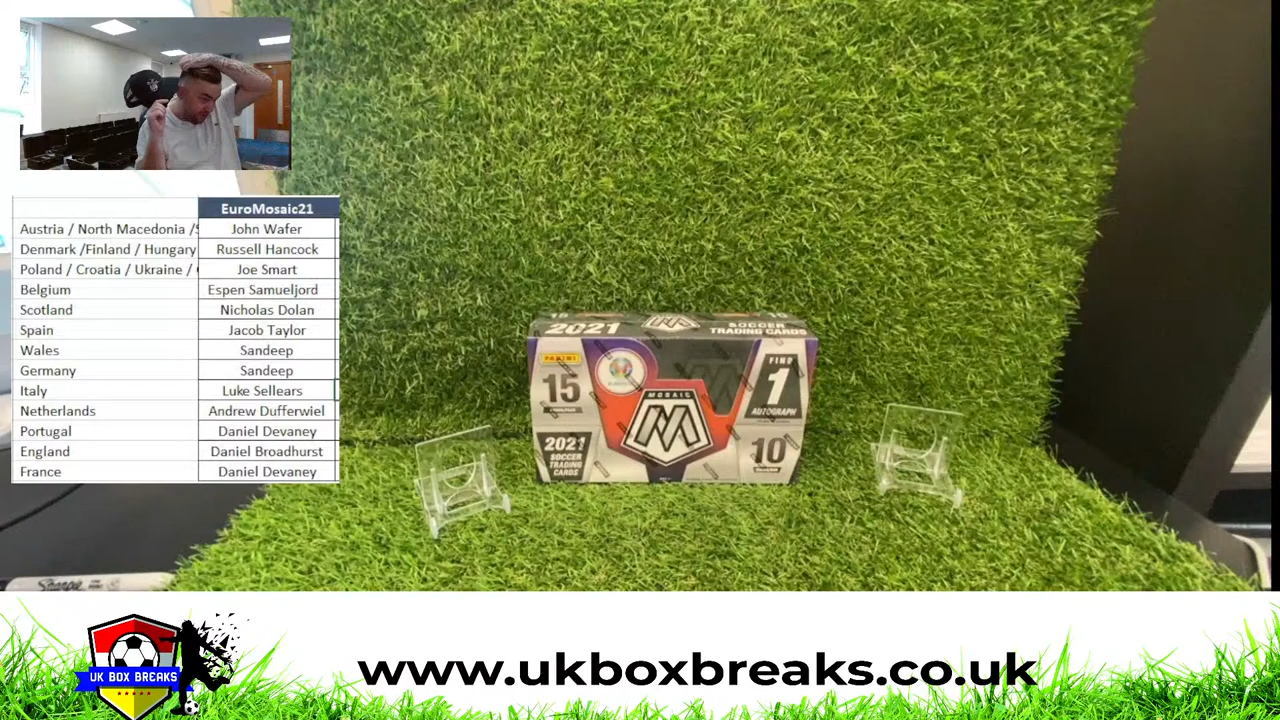 EuroMosaic21
Austria / North Macedonia / John Wafer
Denmark /Finland / Hungary Russell Hancock
Poland / Croatia / Ukraine / Joe Smart
Belgium Espen Samueljord
Scotland Nicholas Dolan
Spain Jacob Taylor
Wales Sandeep
Germany Sandeep
Italy Luke Sellears
Netherlands Andrew Dufferwiel
Portugal Daniel Devaney
England Daniel Broadhurst
France Daniel Devaney
2021 SOCCER
TRADING CARDS
PANINI
15
2021
SOCCER
TRADING
CARDS
MOSAIC
FIND
1
AUTOGRAPH
10
Sharpie
UK BOX BREAKS
www.ukboxbreaks.co.uk